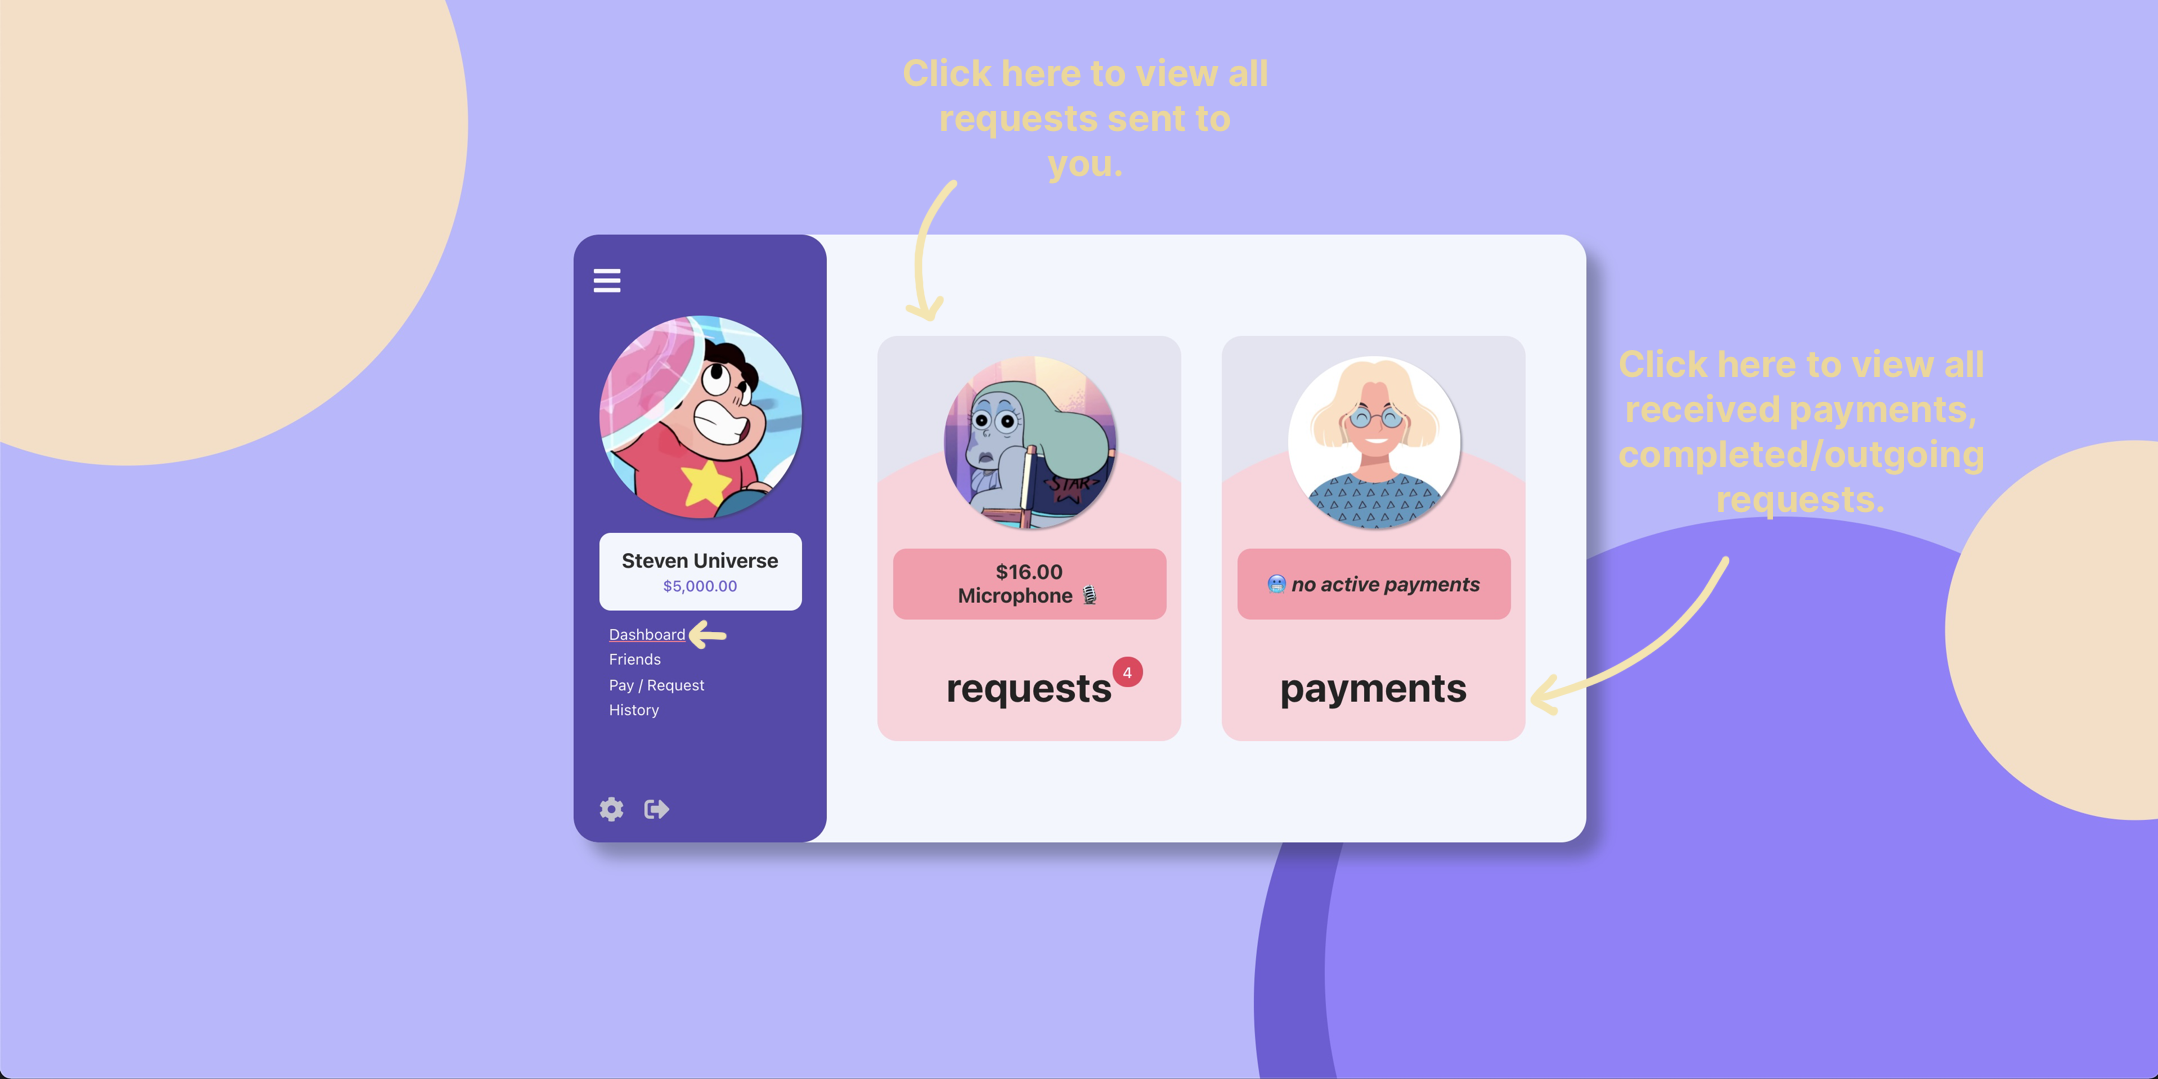 Click here to view all
requests sent to
you.
Steven Universe
$5,000.00
Dashboard
Friends
Pay / Request
History
STAR
$16.00
Microphone 🎙️
requests
4
🥶 no active payments
payments
Click here to view all
received payments,
completed/outgoing
requests.